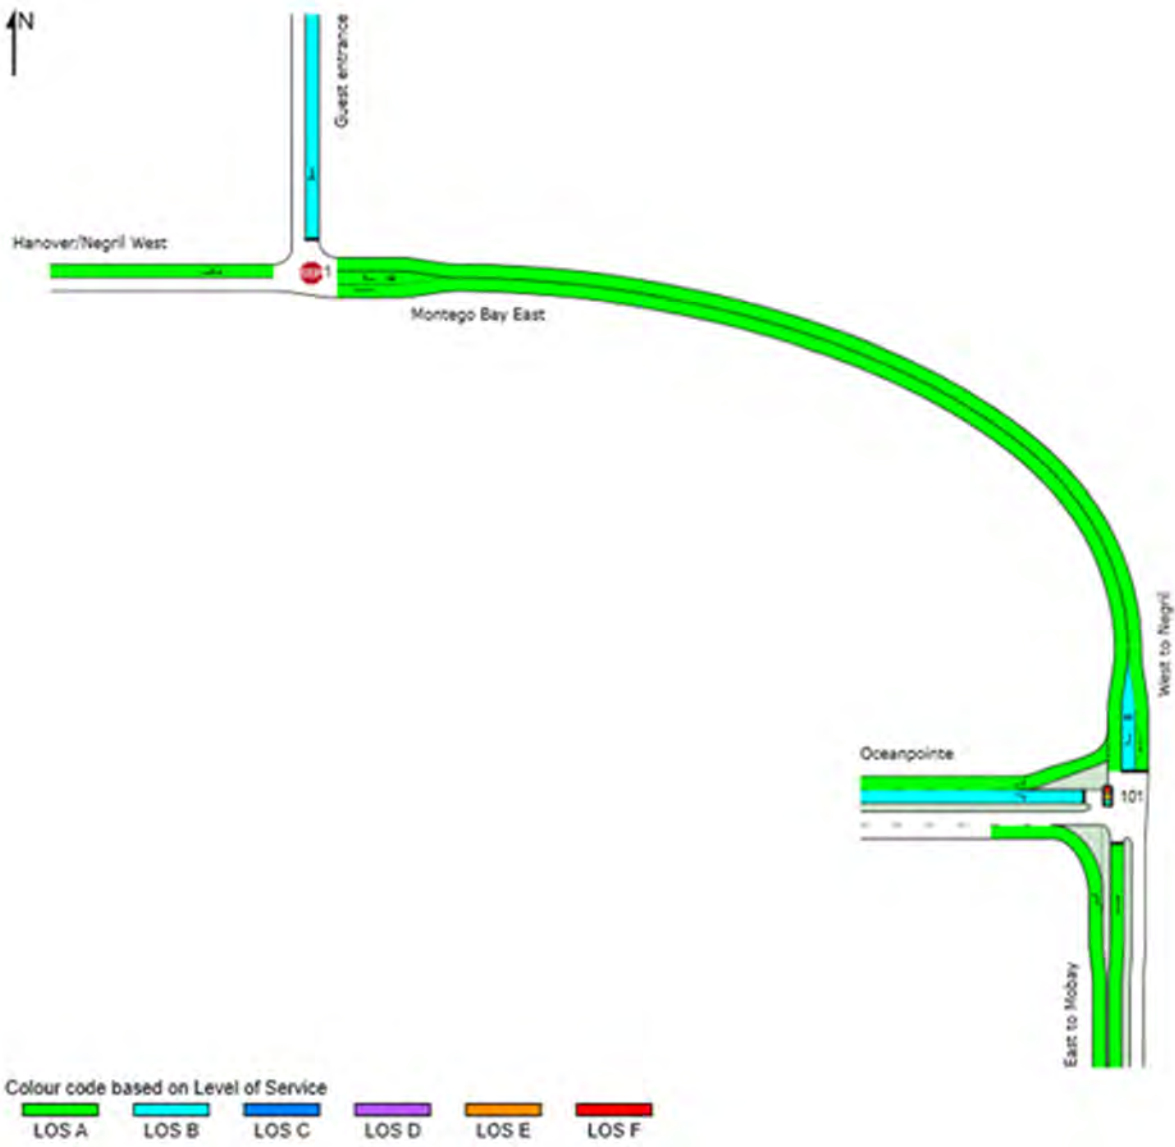 N
Guest entrance
Hanover/Negril West
1
Montego Bay East
West to Negril
Oceanpointe
101
East to Mobay
Colour code based on Level of Service
LOS A LOS B LOS C LOS D LOS E LOS F